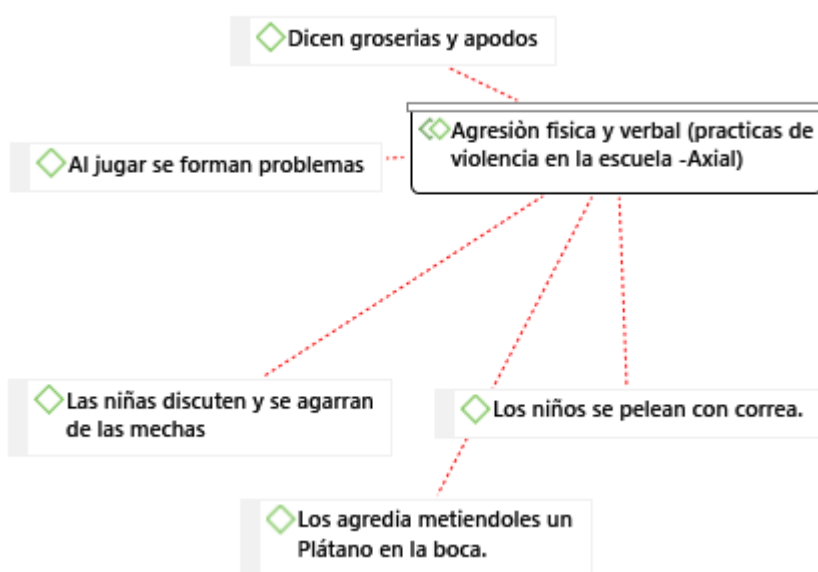 Dicen groserias y apodos
Agresiòn fisica y verbal (practicas de
violencia en la escuela -Axial)
Al jugar se forman problemas
Las niñas discuten y se agarran
de las mechas
Los niños se pelean con correa.
Los agredia metiendoles un
Plátano en la boca.